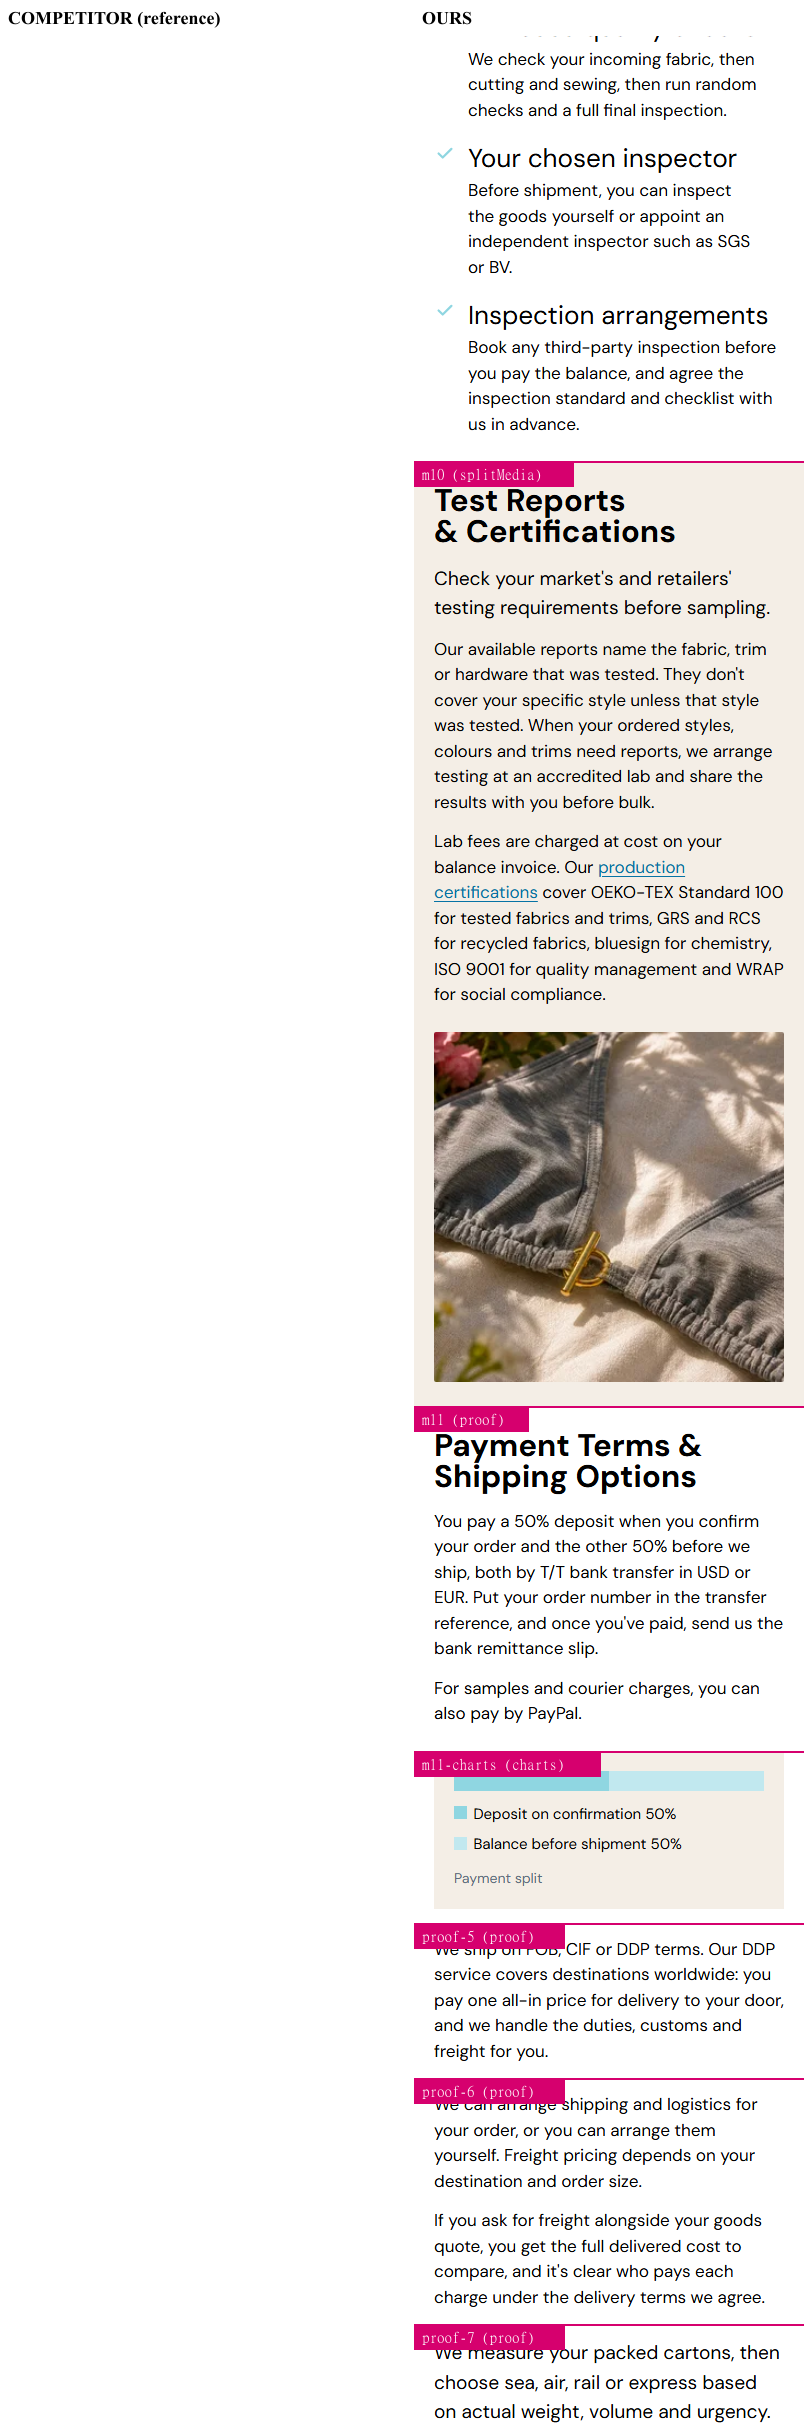 COMPETITOR (reference)
OURS
We check your incoming fabric, then
cutting and sewing, then run random
checks and a full final inspection.
Your chosen inspector
Before shipment, you can inspect
the goods yourself or appoint an
independent inspector such as SGS
or BV.
Inspection arrangements
Book any third-party inspection before
you pay the balance, and agree the
inspection standard and checklist with
us in advance.
m10 (splitMedia)
Test Reports
& Certifications
Check your market's and retailers'
testing requirements before sampling.
Our available reports name the fabric, trim
or hardware that was tested. They don't
cover your specific style unless that style
was tested. When your ordered styles,
colours and trims need reports, we arrange
testing at an accredited lab and share the
results with you before bulk.
Lab fees are charged at cost on your
balance invoice. Our production
certifications cover OEKO-TEX Standard 100
for tested fabrics and trims, GRS and RCS
for recycled fabrics, bluesign for chemistry,
ISO 9001 for quality management and WRAP
for social compliance.
m11 (proof)
Payment Terms &
Shipping Options
You pay a 50% deposit when you confirm
your order and the other 50% before we
ship, both by T/T bank transfer in USD or
EUR. Put your order number in the transfer
reference, and once you've paid, send us the
bank remittance slip.
For samples and courier charges, you can
also pay by PayPal.
m11-charts (charts)
Deposit on confirmation 50%
Balance before shipment 50%
Payment split
proof-5 (proof)
We ship on FOB, CIF or DDP terms. Our DDP
service covers destinations worldwide: you
pay one all-in price for delivery to your door,
and we handle the duties, customs and
freight for you.
proof-6 (proof)
We can arrange shipping and logistics for
your order, or you can arrange them
yourself. Freight pricing depends on your
destination and order size.
If you ask for freight alongside your goods
quote, you get the full delivered cost to
compare, and it's clear who pays each
charge under the delivery terms we agree.
proof-7 (proof)
We measure your packed cartons, then
choose sea, air, rail or express based
on actual weight, volume and urgency.